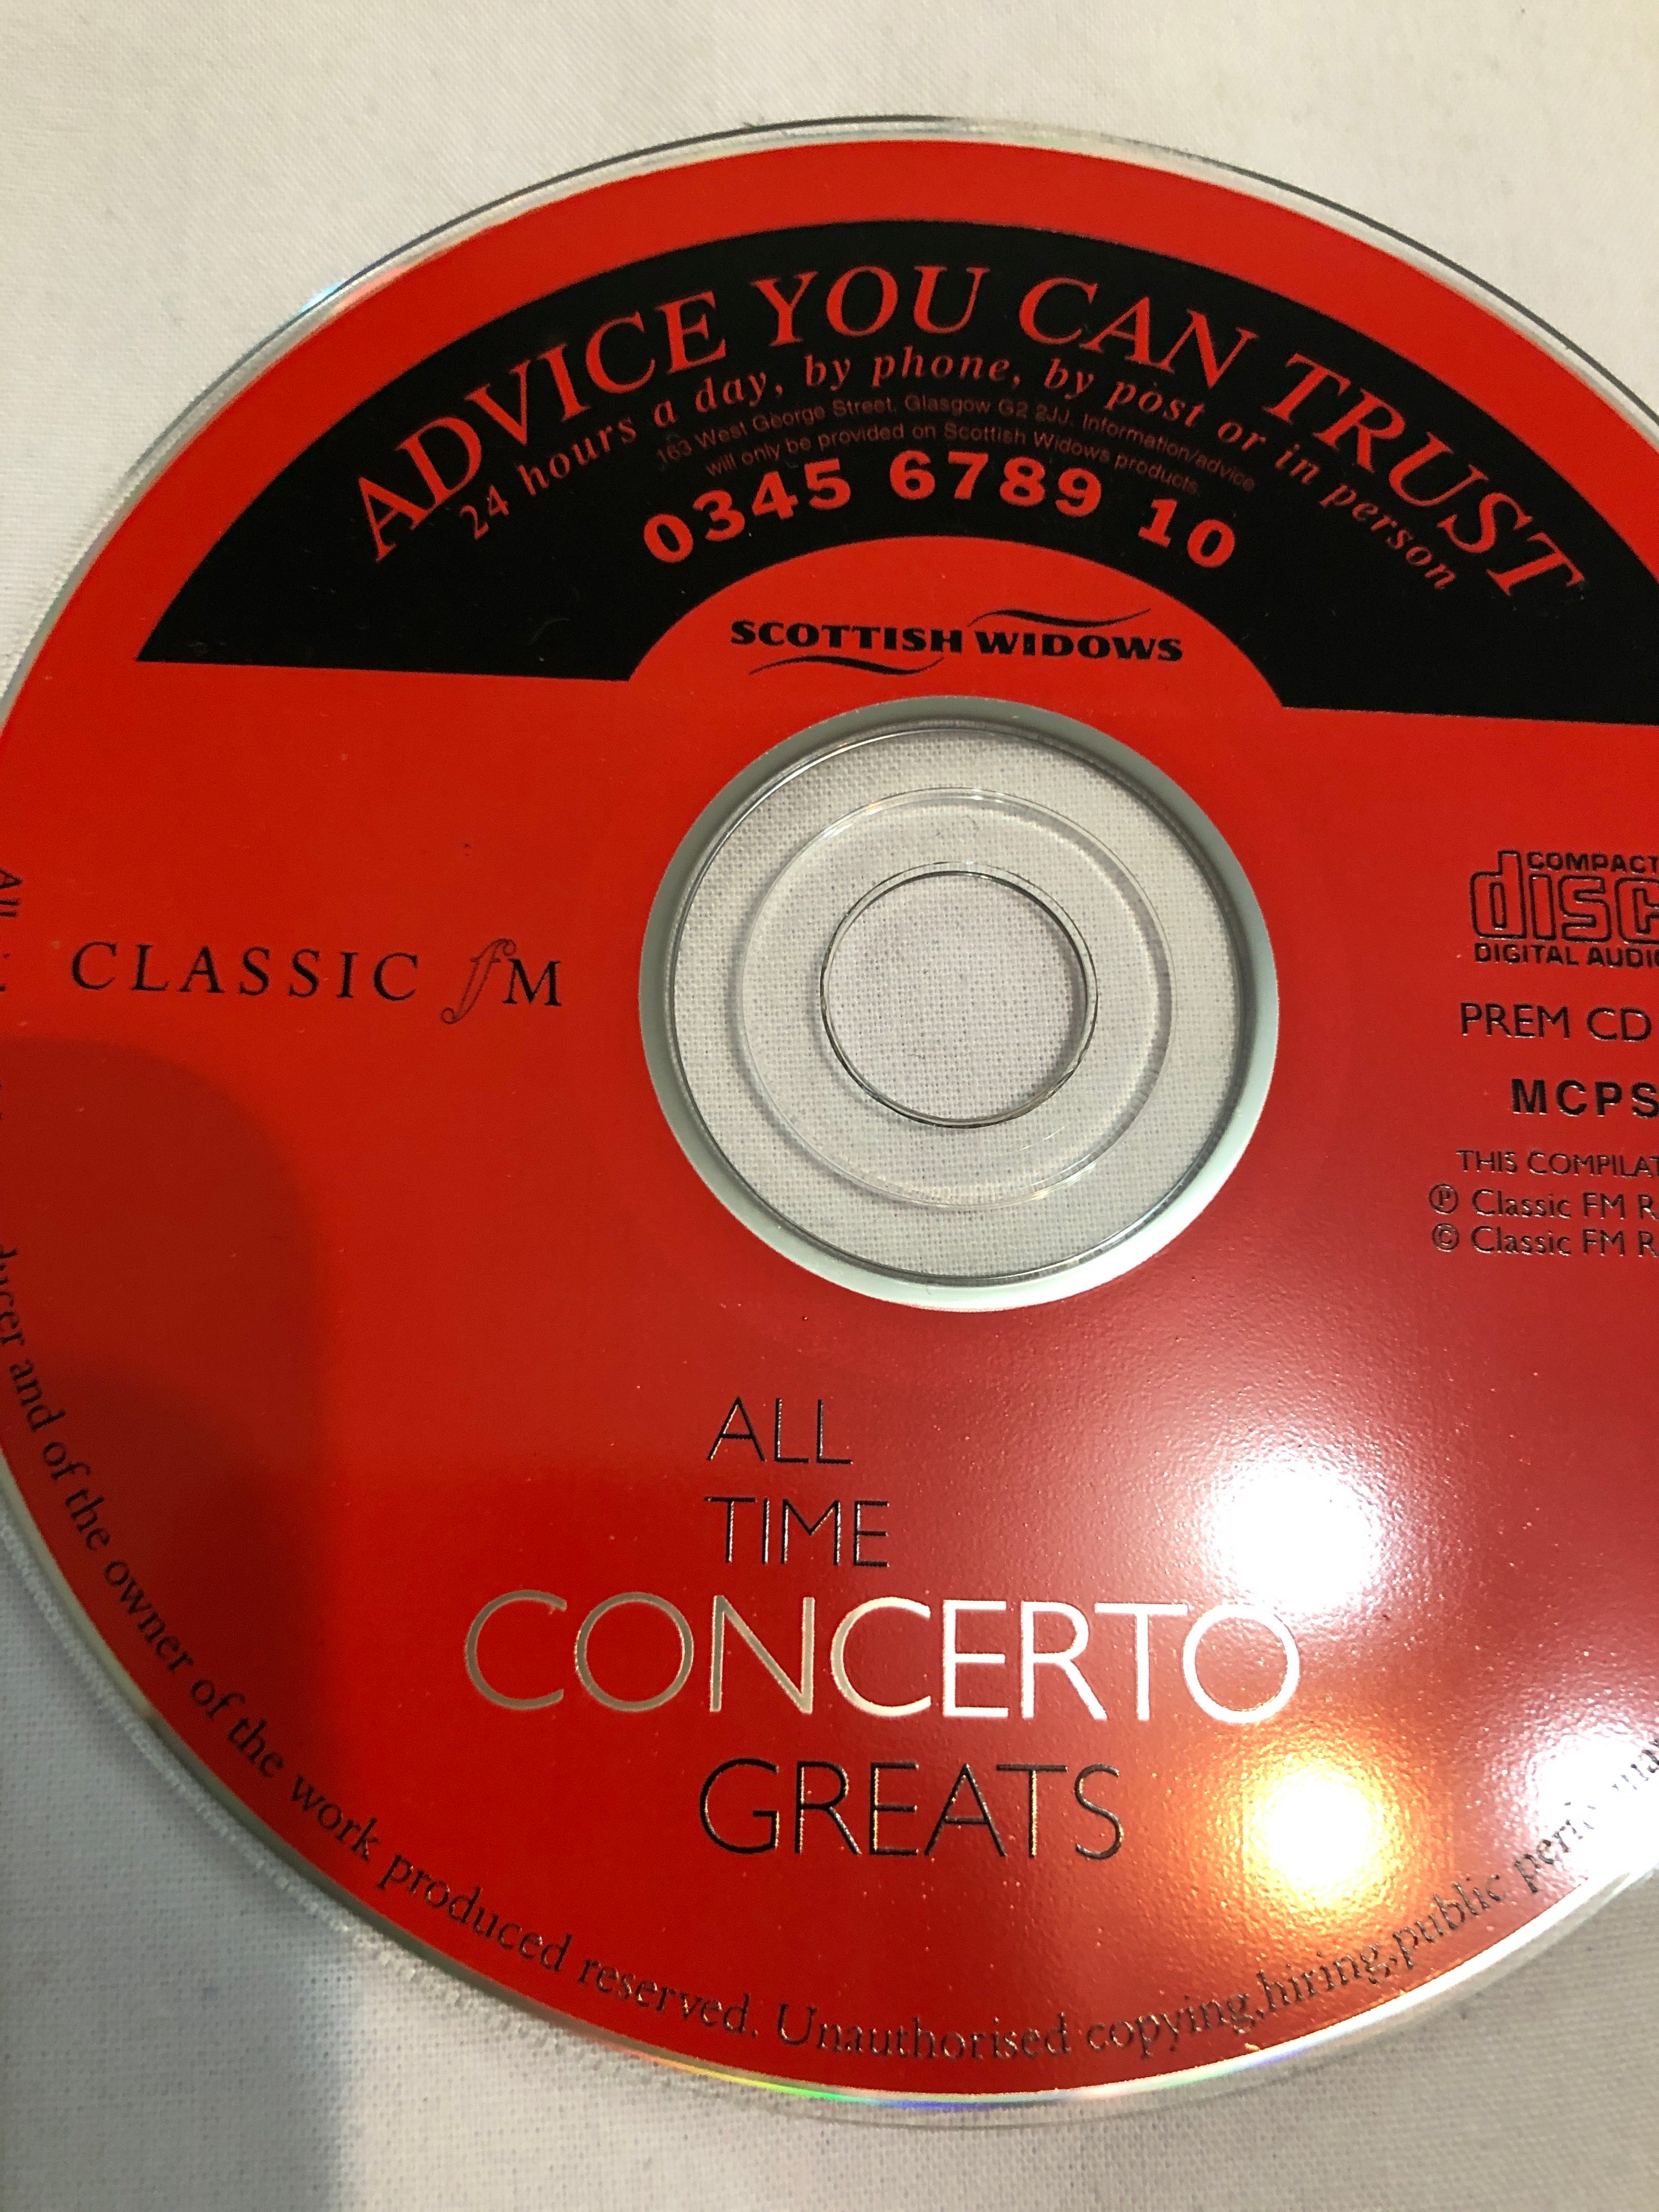 ADVICE YOU CAN TRUST
24 hours a day, by phone, by post or in person
163 West George Street, Glasgow G2 2JJ. Information/advice
will only be provided on Scottish Widows products.
0345 6789 10
SCOTTISH WIDOWS
CLASSIC fM
COMPACT
disc
DIGITAL AUDIO
PREM CD
MCPS
THIS COMPILAT
℗ Classic FM R
© Classic FM R
ALL
TIME
CONCERTO
GREATS
All
ducer and of the owner of the work produced reserved. Unauthorised copying,hiring,public